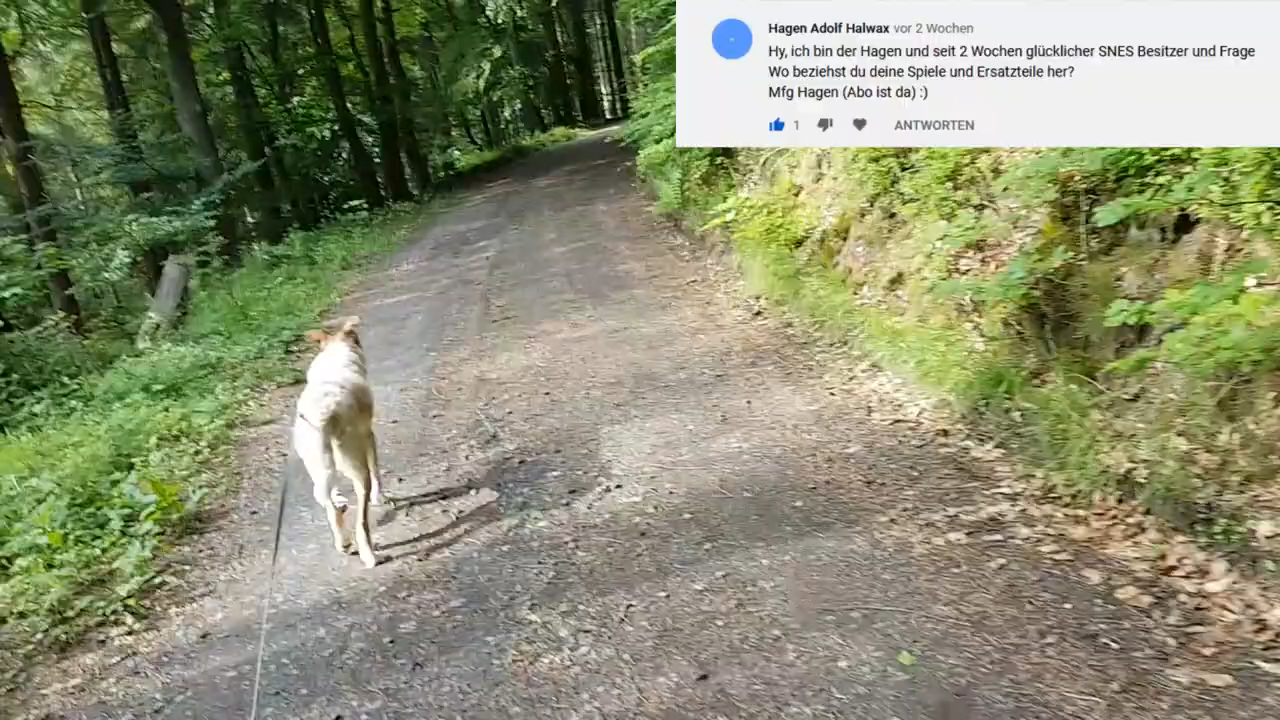 Hagen Adolf Halwax vor 2 Wochen
Hy, ich bin der Hagen und seit 2 Wochen glücklicher SNES Besitzer und Frage
Wo beziehst du deine Spiele und Ersatzteile her?
Mfg Hagen (Abo ist da) :)
1 ANTWORTEN